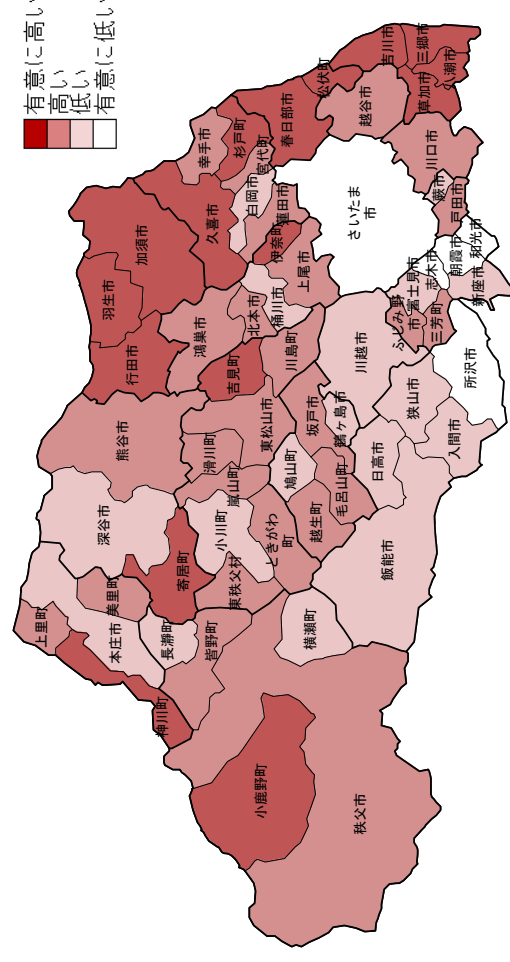 有意に高い
高い
低い
有意に低い
吉川市
三郷市
八潮市
松伏町
草加市
越谷市
春日部市
杉戸町
幸手市
宮代町
川口市
蕨市
戸田市
白岡市
蓮田市
さいたま
市
久喜市
加須市
伊奈町
上尾市
和光市
朝霞市
志木市
新座市
富士見市
羽生市
鴻巣市
北本市
桶川市
ふじみ野
市
三芳町
行田市
吉見町
川島町
川越市
所沢市
狭山市
入間市
熊谷市
東松山市
坂戸市
鶴ヶ島市
日高市
滑川町
嵐山町
鳩山町
毛呂山町
越生町
深谷市
小川町
ときがわ
町
飯能市
寄居町
東秩父村
美里町
上里町
本庄市
長瀞町
皆野町
横瀬町
神川町
小鹿野町
秩父市